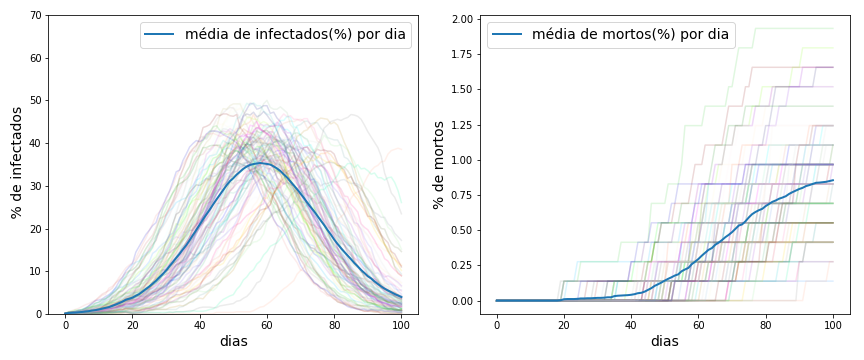 média de infectados(%) por dia
% de infectados
70
60
50
40
30
20
10
0
0 20 40 60 80 100
dias
média de mortos(%) por dia
% de mortos
2.00
1.75
1.50
1.25
1.00
0.75
0.50
0.25
0.00
0 20 40 60 80 100
dias